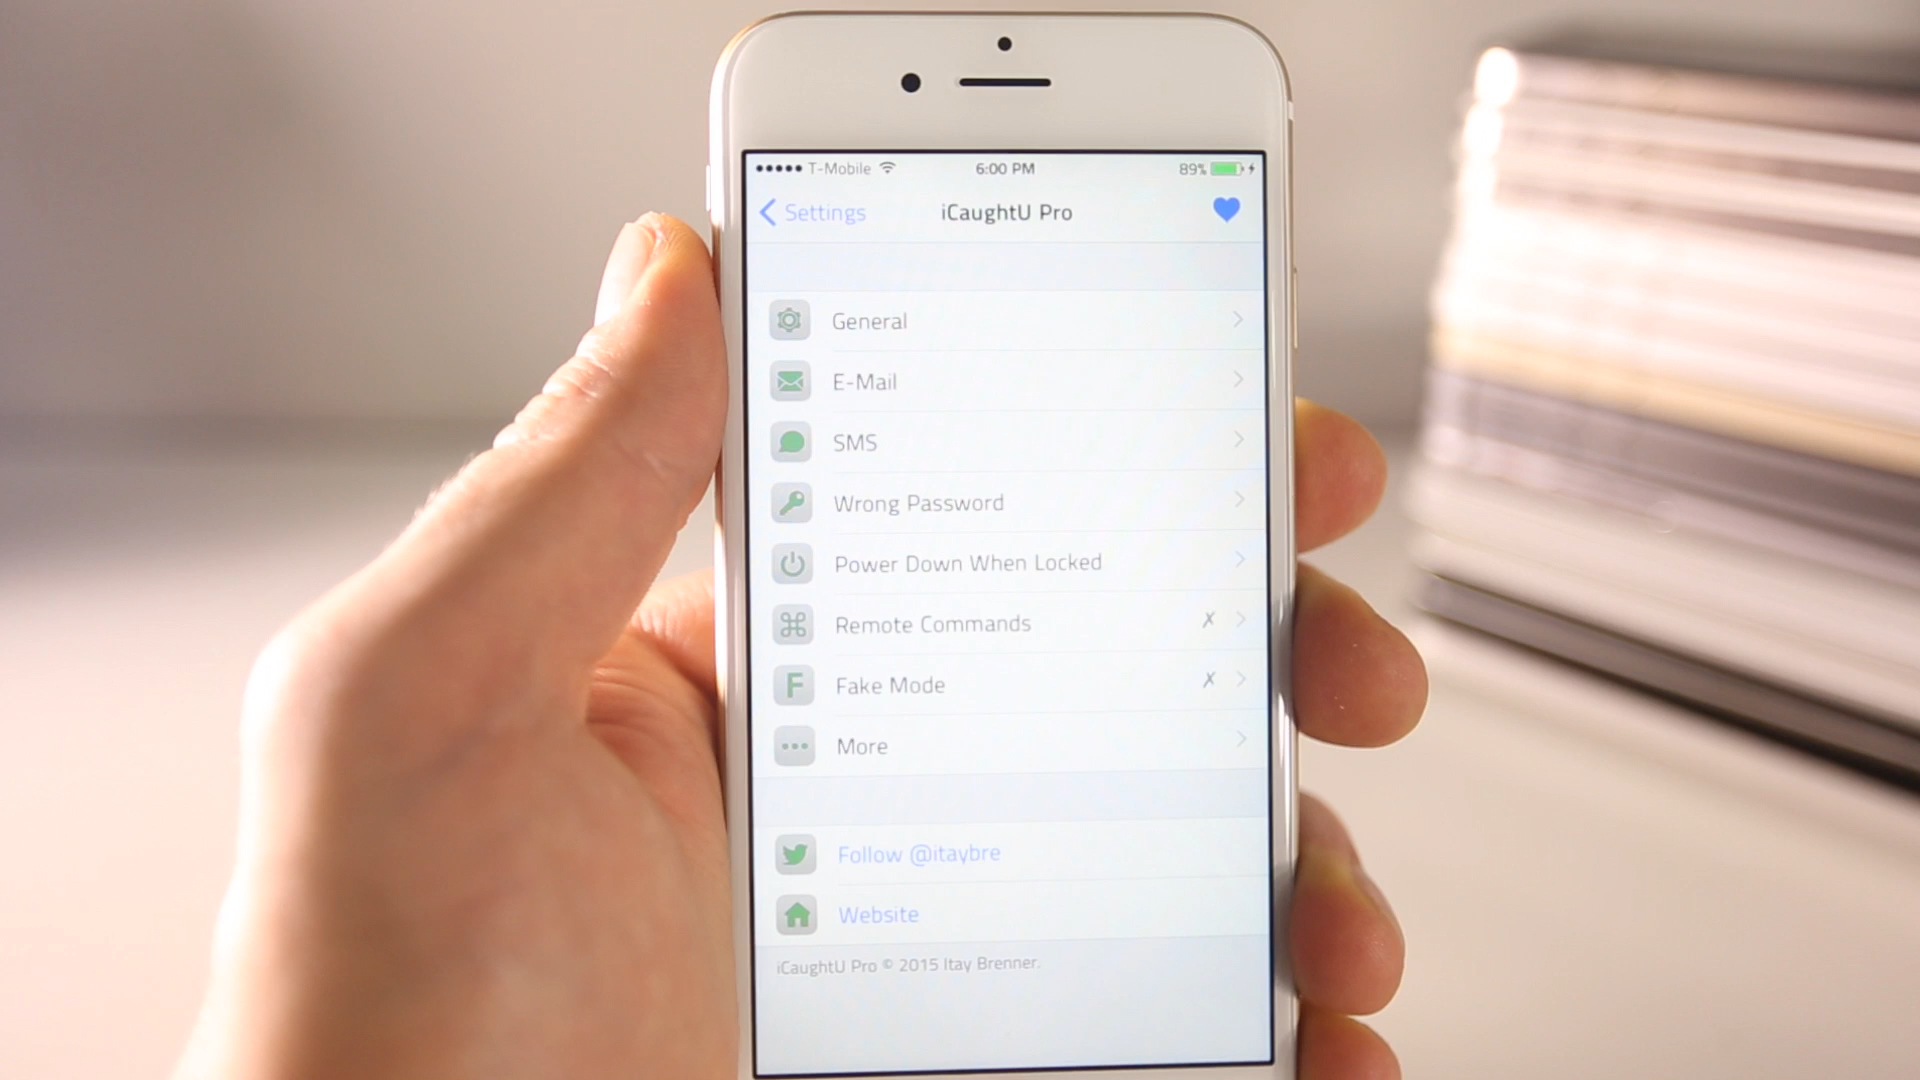 T-Mobile 6:00 PM 89%
Settings iCaughtU Pro
General
E-Mail
SMS
Wrong Password
Power Down When Locked
Remote Commands ✗
Fake Mode ✗
F
More
Follow @itaybre
Website
iCaughtU Pro © 2015 Itay Brenner.